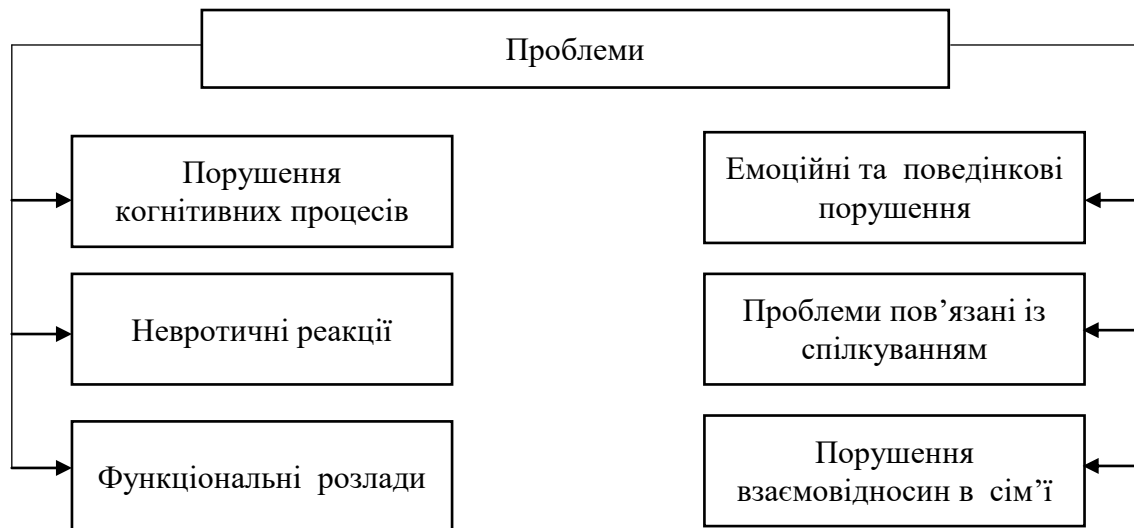 Проблеми
Порушення
когнітивних процесів
Невротичні реакції
Функціональні розлади
Емоційні та поведінкові
порушення
Проблеми пов’язані із
спілкуванням
Порушення
взаємовідносин в сім’ї